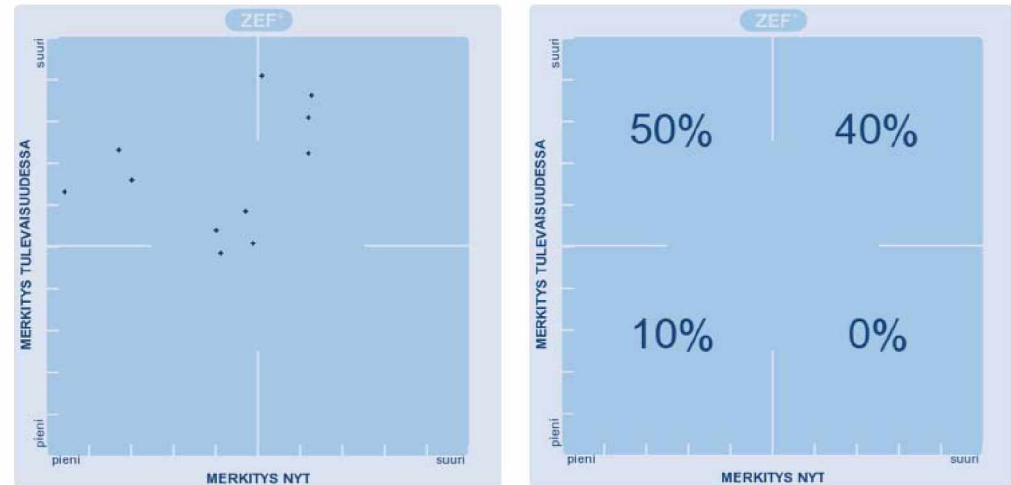 ZEF®
suuri
MERKITYS TULEVAISUUDESSA
pieni
pieni
suuri
MERKITYS NYT
ZEF®
suuri
50%
40%
MERKITYS TULEVAISUUDESSA
10%
0%
pieni
pieni
suuri
MERKITYS NYT